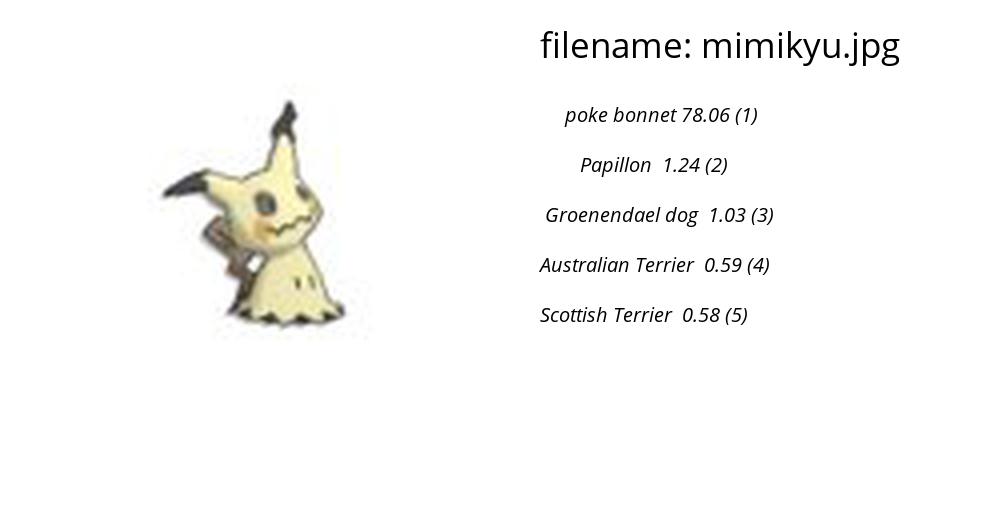 filename: mimikyu.jpg
poke bonnet 78.06 (1)
Papillon 1.24 (2)
Groenendael dog 1.03 (3)
Australian Terrier 0.59 (4)
Scottish Terrier 0.58 (5)